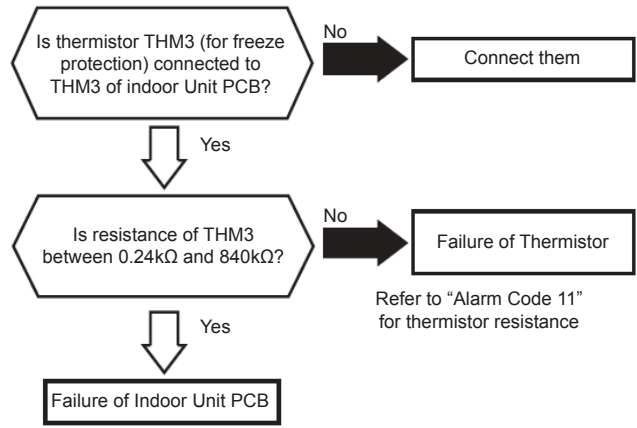 Is thermistor THM3 (for freeze
protection) connected to
THM3 of indoor Unit PCB?
No
Connect them
Yes
Is resistance of THM3
between 0.24kΩ and 840kΩ?
No
Failure of Thermistor
Refer to “Alarm Code 11”
for thermistor resistance
Yes
Failure of Indoor Unit PCB